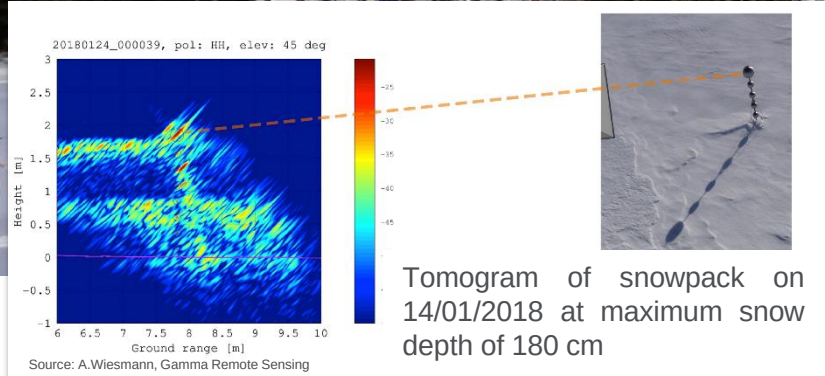 20180124_000039, pol: HH, elev: 45 deg
3
2.5
2
1.5
1
0.5
0
-0.5
-1
Height [m]
6 6.5 7 7.5 8 8.5 9 9.5 10
Ground range [m]
-25
-30
-40
-45
Source: A.Wiesmann, Gamma Remote Sensing
Tomogram of snowpack on
14/01/2018 at maximum snow
depth of 180 cm